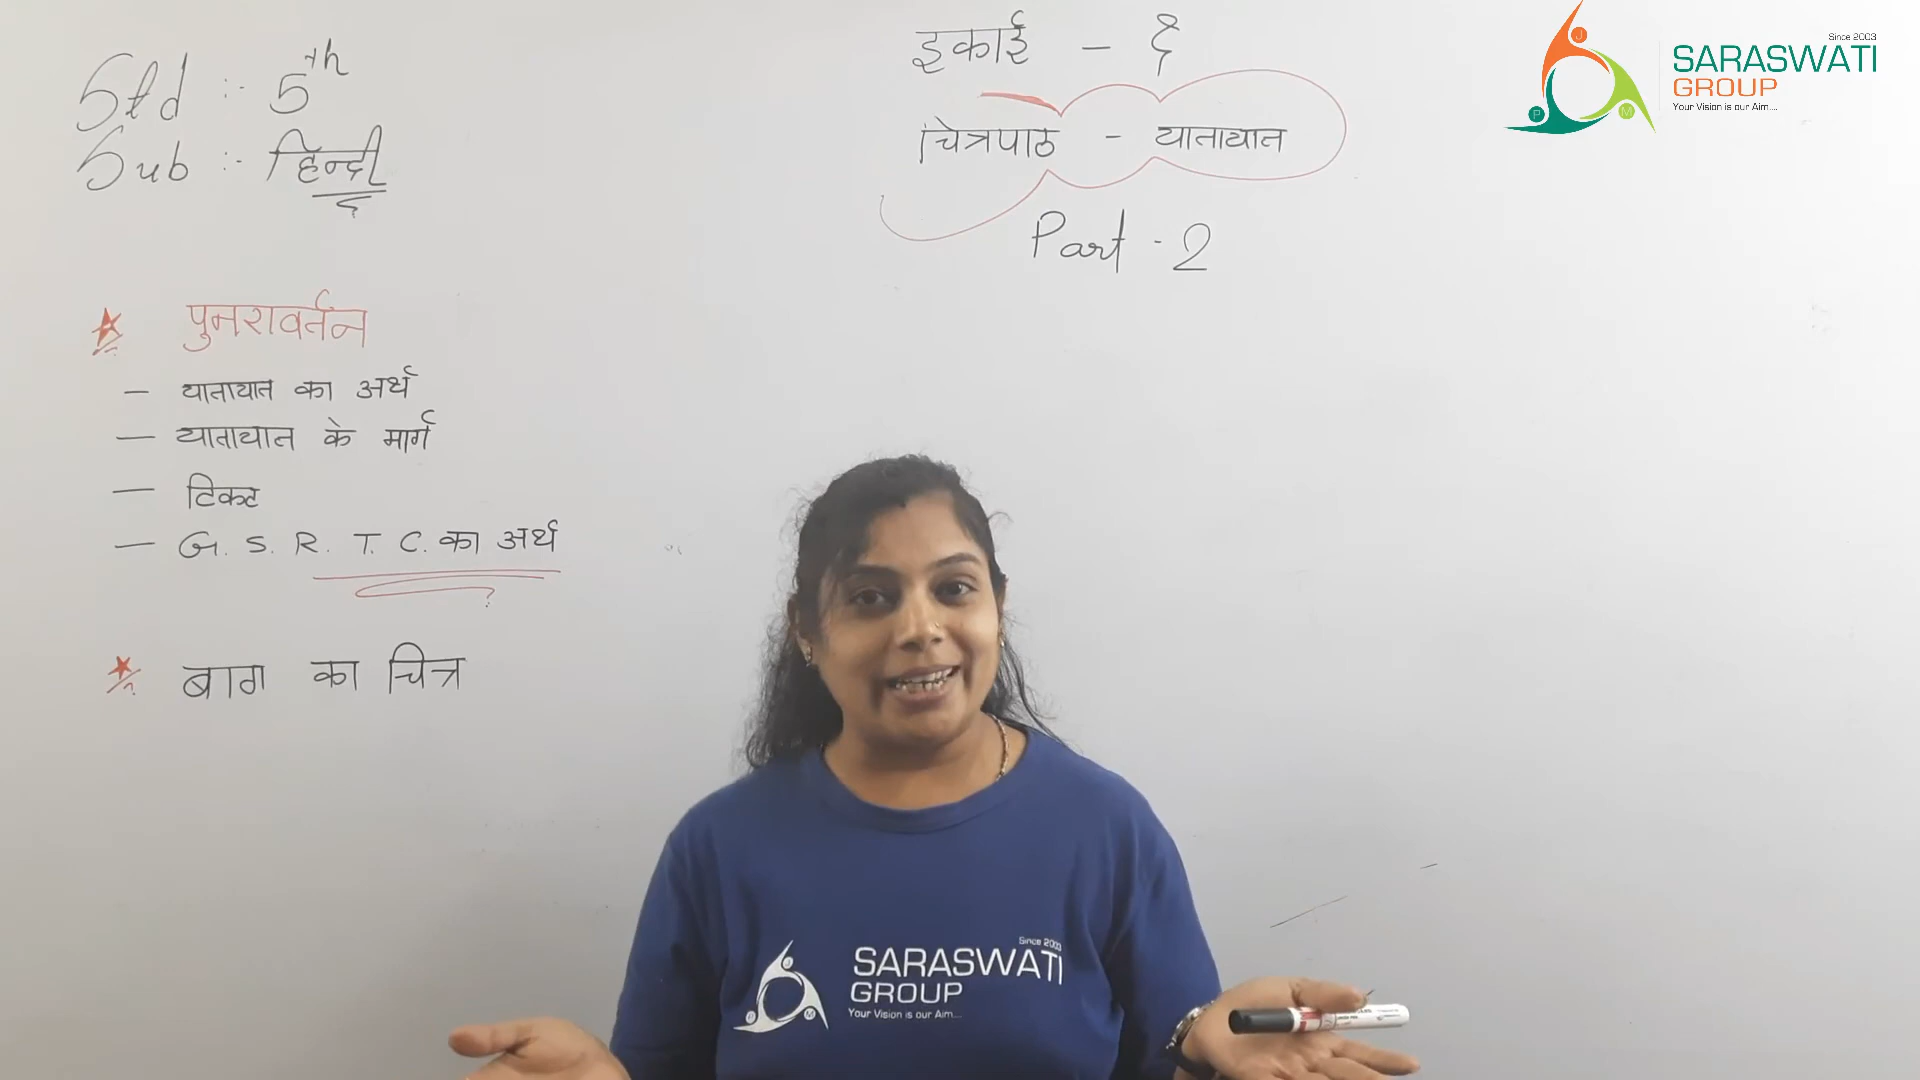 Std :- 5th
Sub :- हिन्दी
इकाई - ६
चित्रपाठ - यातायात
Part - 2
पुनरावर्तन
- यातायात का अर्थ
- यातायात के मार्ग
- टिकट
- G. S. R. T. C. का अर्थ
बाग का चित्र
Since 2003
SARASWATI
GROUP
Your Vision is our Aim....
J
P
M
Since 2003
SARASWATI
GROUP
Your Vision is our Aim....
J
P
M